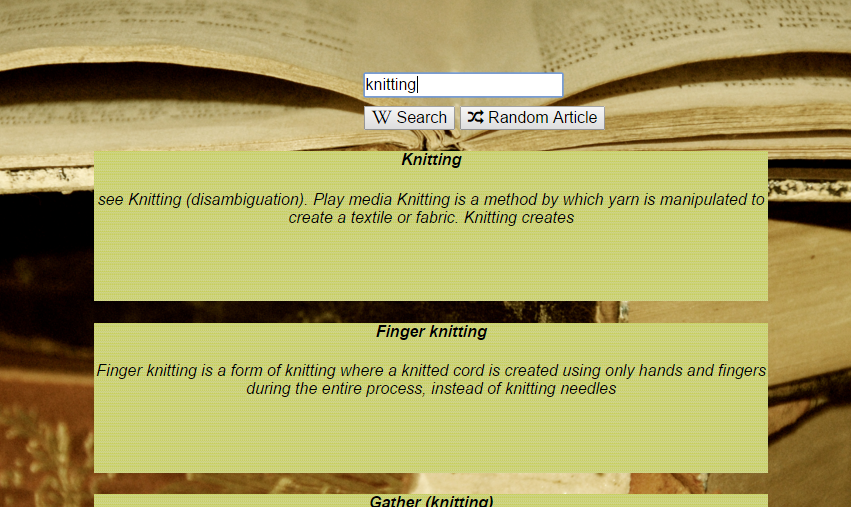 knitting
W Search Random Article
Knitting
see Knitting (disambiguation). Play media Knitting is a method by which yarn is manipulated to
create a textile or fabric. Knitting creates
Finger knitting
Finger knitting is a form of knitting where a knitted cord is created using only hands and fingers
during the entire process, instead of knitting needles
Gather (knitting)